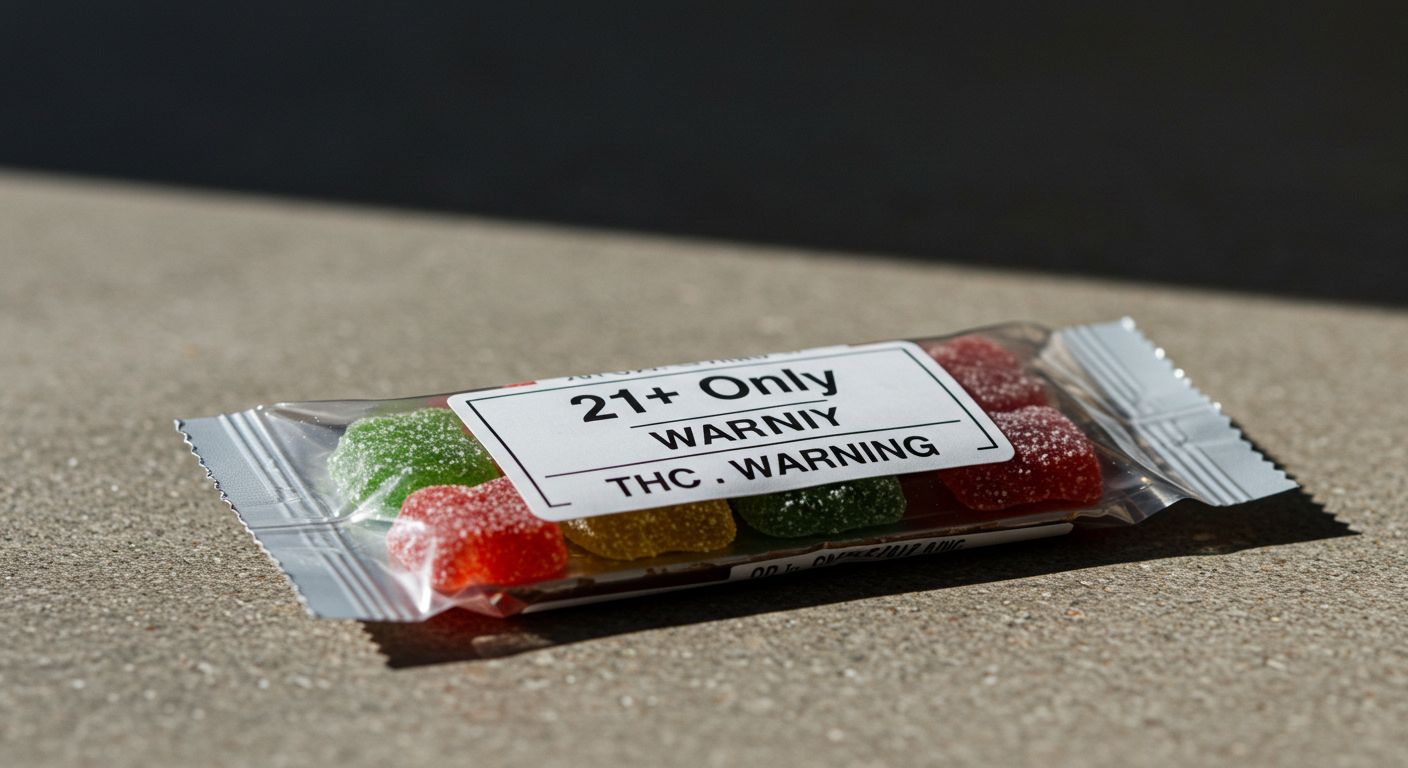 21+ Only
WARNIY
THC . WARNING